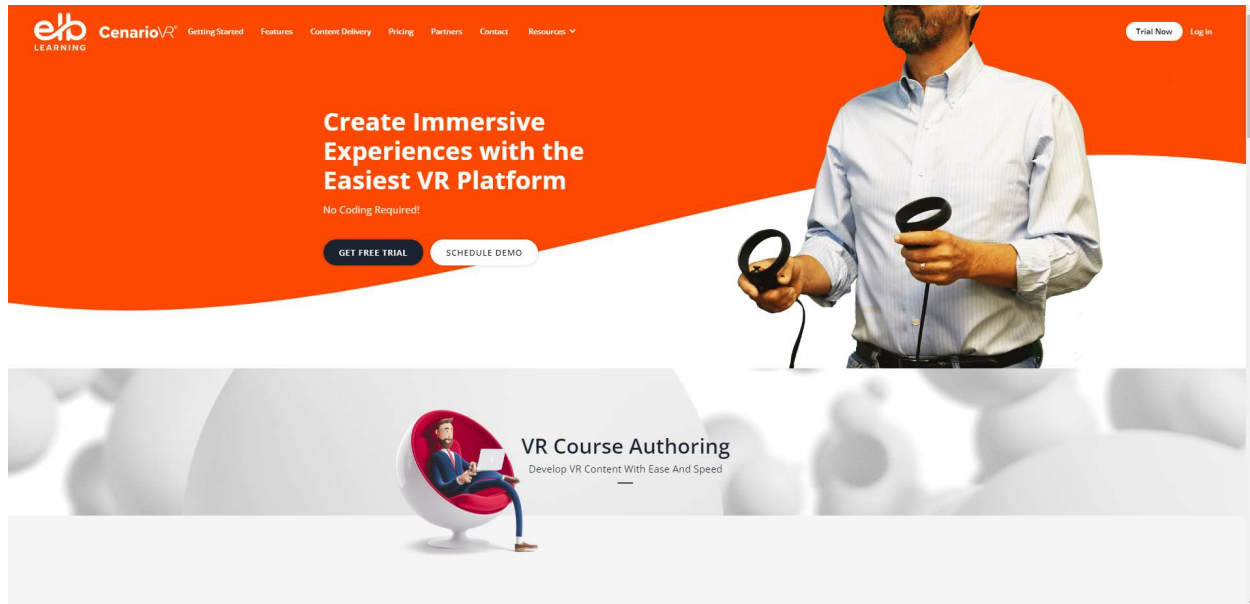 elb
LEARNING
CenarioVR® Getting Started Features Content Delivery Pricing Partners Contact Resources Trial Now Log in
Create Immersive
Experiences with the
Easiest VR Platform
No Coding Required!
GET FREE TRIAL SCHEDULE DEMO
VR Course Authoring
Develop VR Content With Ease And Speed